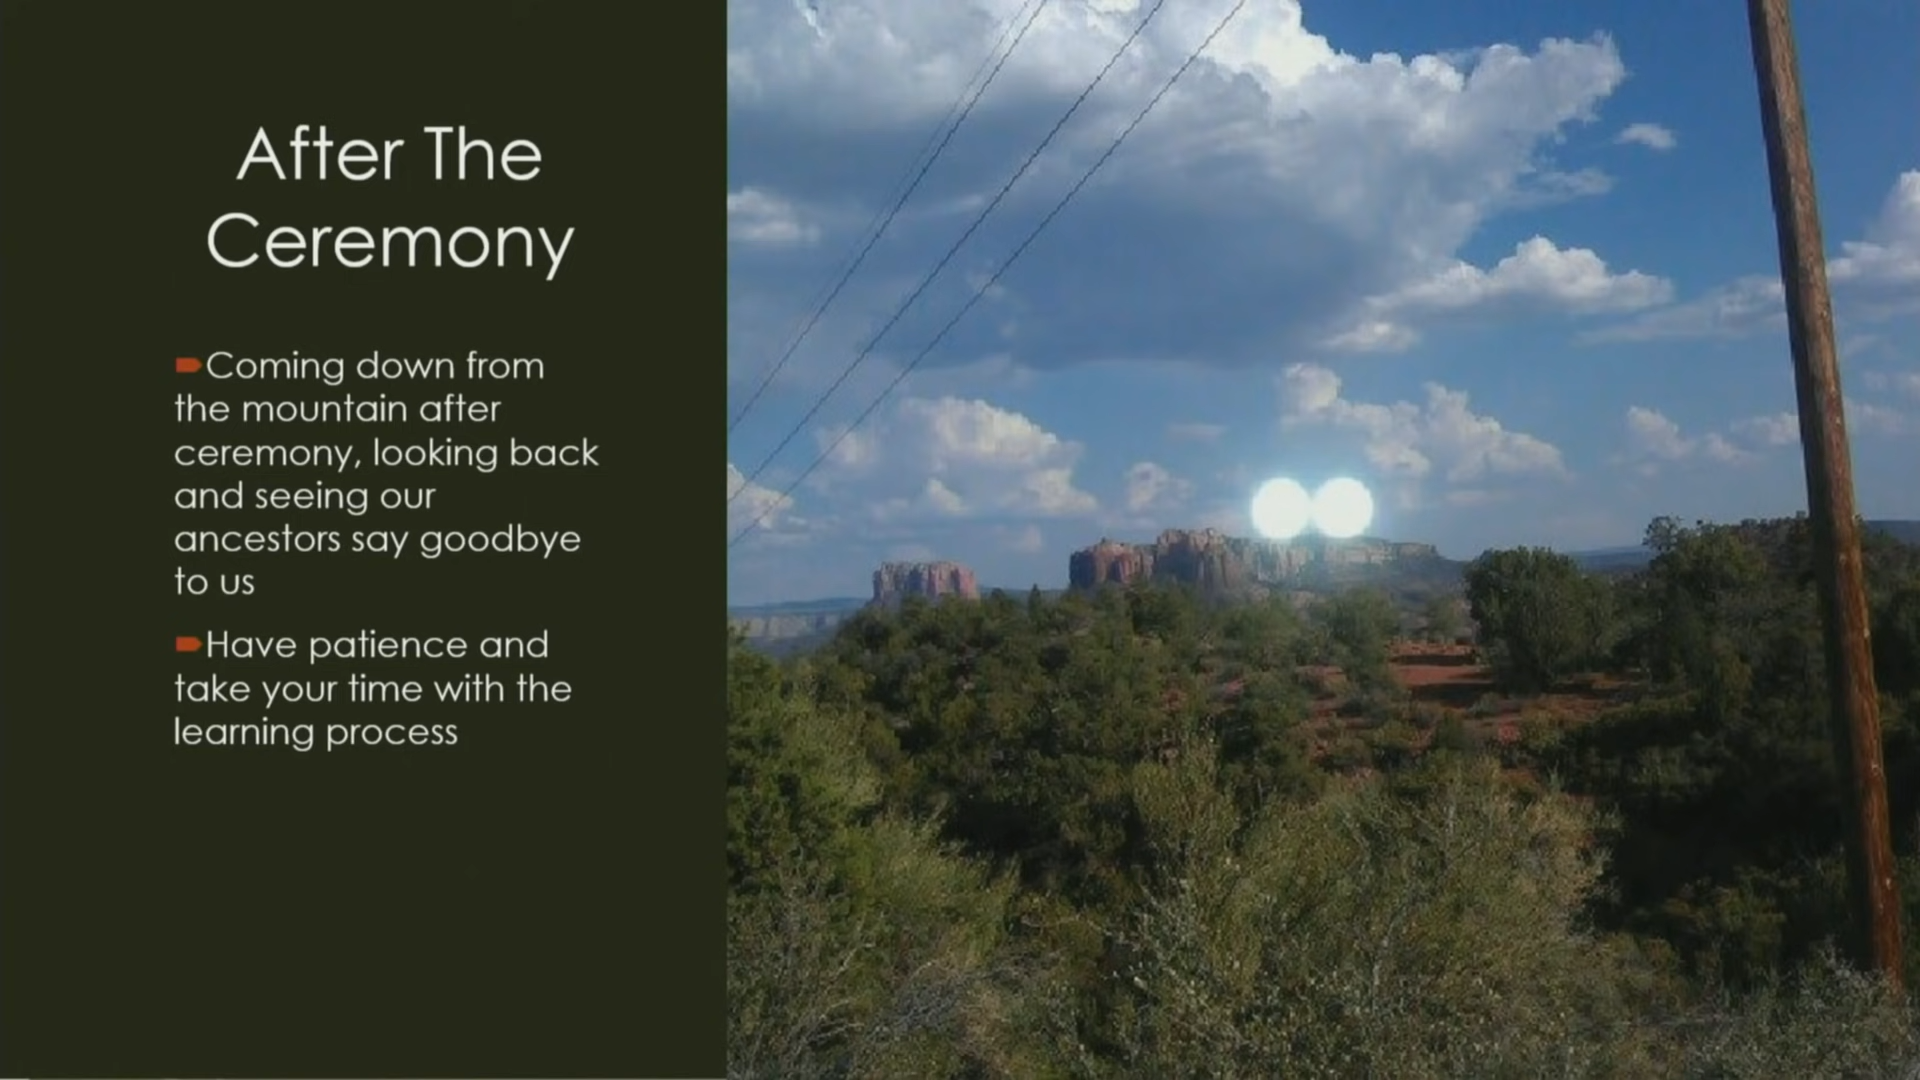 After The
Ceremony
Coming down from
the mountain after
ceremony, looking back
and seeing our
ancestors say goodbye
to us
Have patience and
take your time with the
learning process